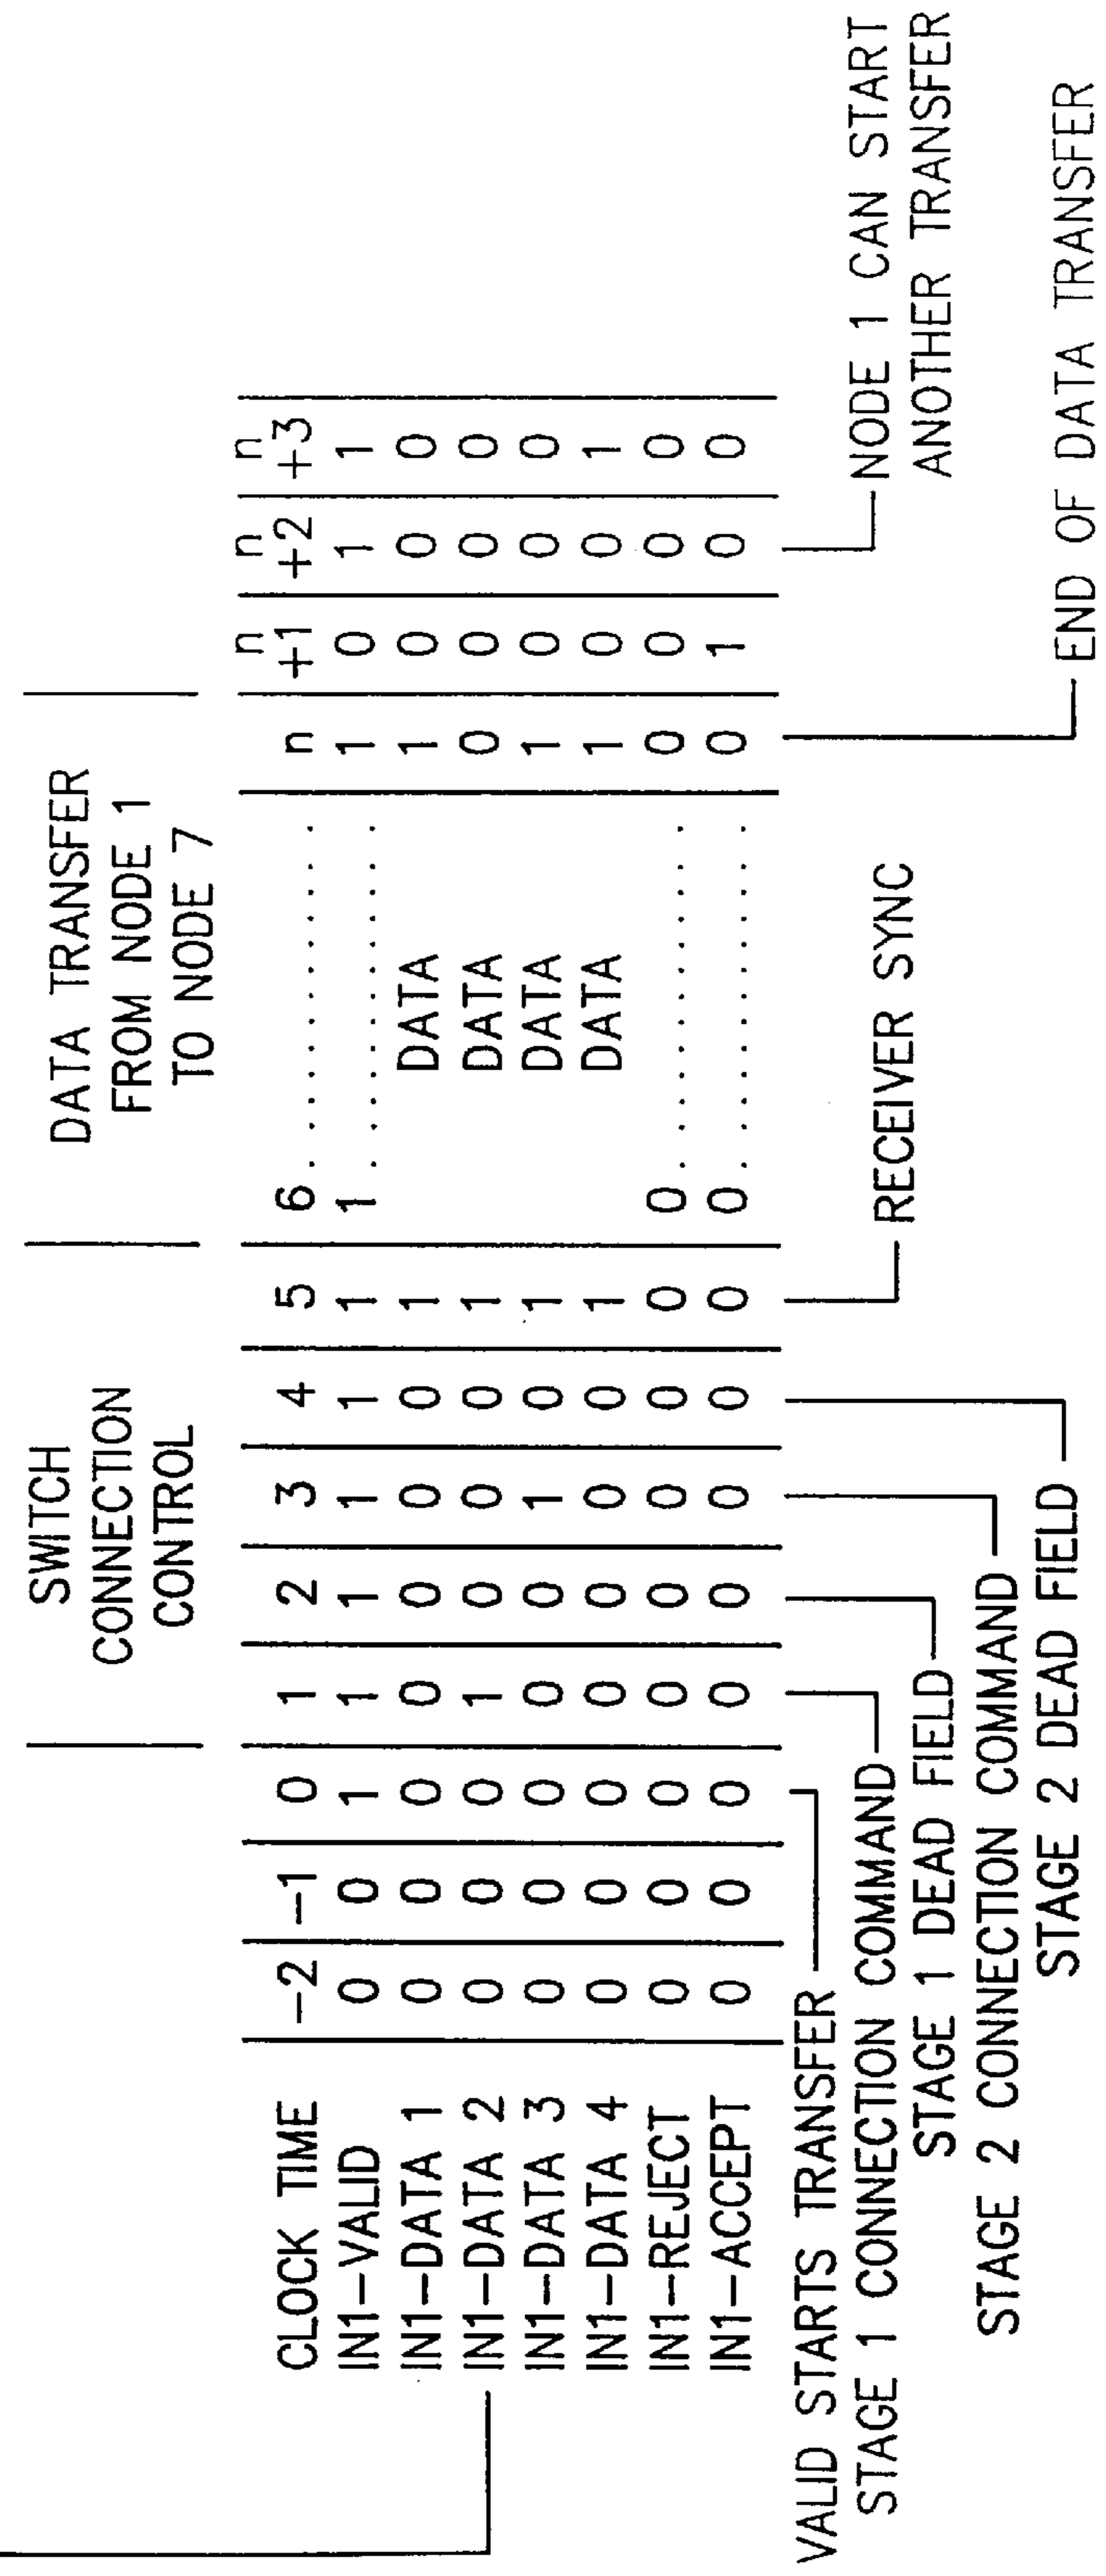 SWITCH
CONNECTION
CONTROL
DATA TRANSFER
FROM NODE 1
TO NODE 7
CLOCK TIME -2 -1 0 1 2 3 4 5 6 . . . . . . . . . . . n n+1 n+2 n+3
IN1-VALID 0 0 1 1 1 1 1 1 1 . . . . . . . . . . . 1 0 1 1
IN1-DATA 1 0 0 0 0 0 0 0 1 DATA 1 0 0 0
IN1-DATA 2 0 0 0 1 0 0 0 1 DATA 0 0 0 0
IN1-DATA 3 0 0 0 0 0 1 0 1 DATA 1 0 0 0
IN1-DATA 4 0 0 0 0 0 0 0 1 DATA 1 0 0 1
IN1-REJECT 0 0 0 0 0 0 0 0 0 . . . . . . . . . . . 0 0 0 0
IN1-ACCEPT 0 0 0 0 0 0 0 0 0 . . . . . . . . . . . 0 1 0 0
VALID STARTS TRANSFER
STAGE 1 CONNECTION COMMAND
STAGE 1 DEAD FIELD
STAGE 2 CONNECTION COMMAND
STAGE 2 DEAD FIELD
RECEIVER SYNC
NODE 1 CAN START
ANOTHER TRANSFER
END OF DATA TRANSFER